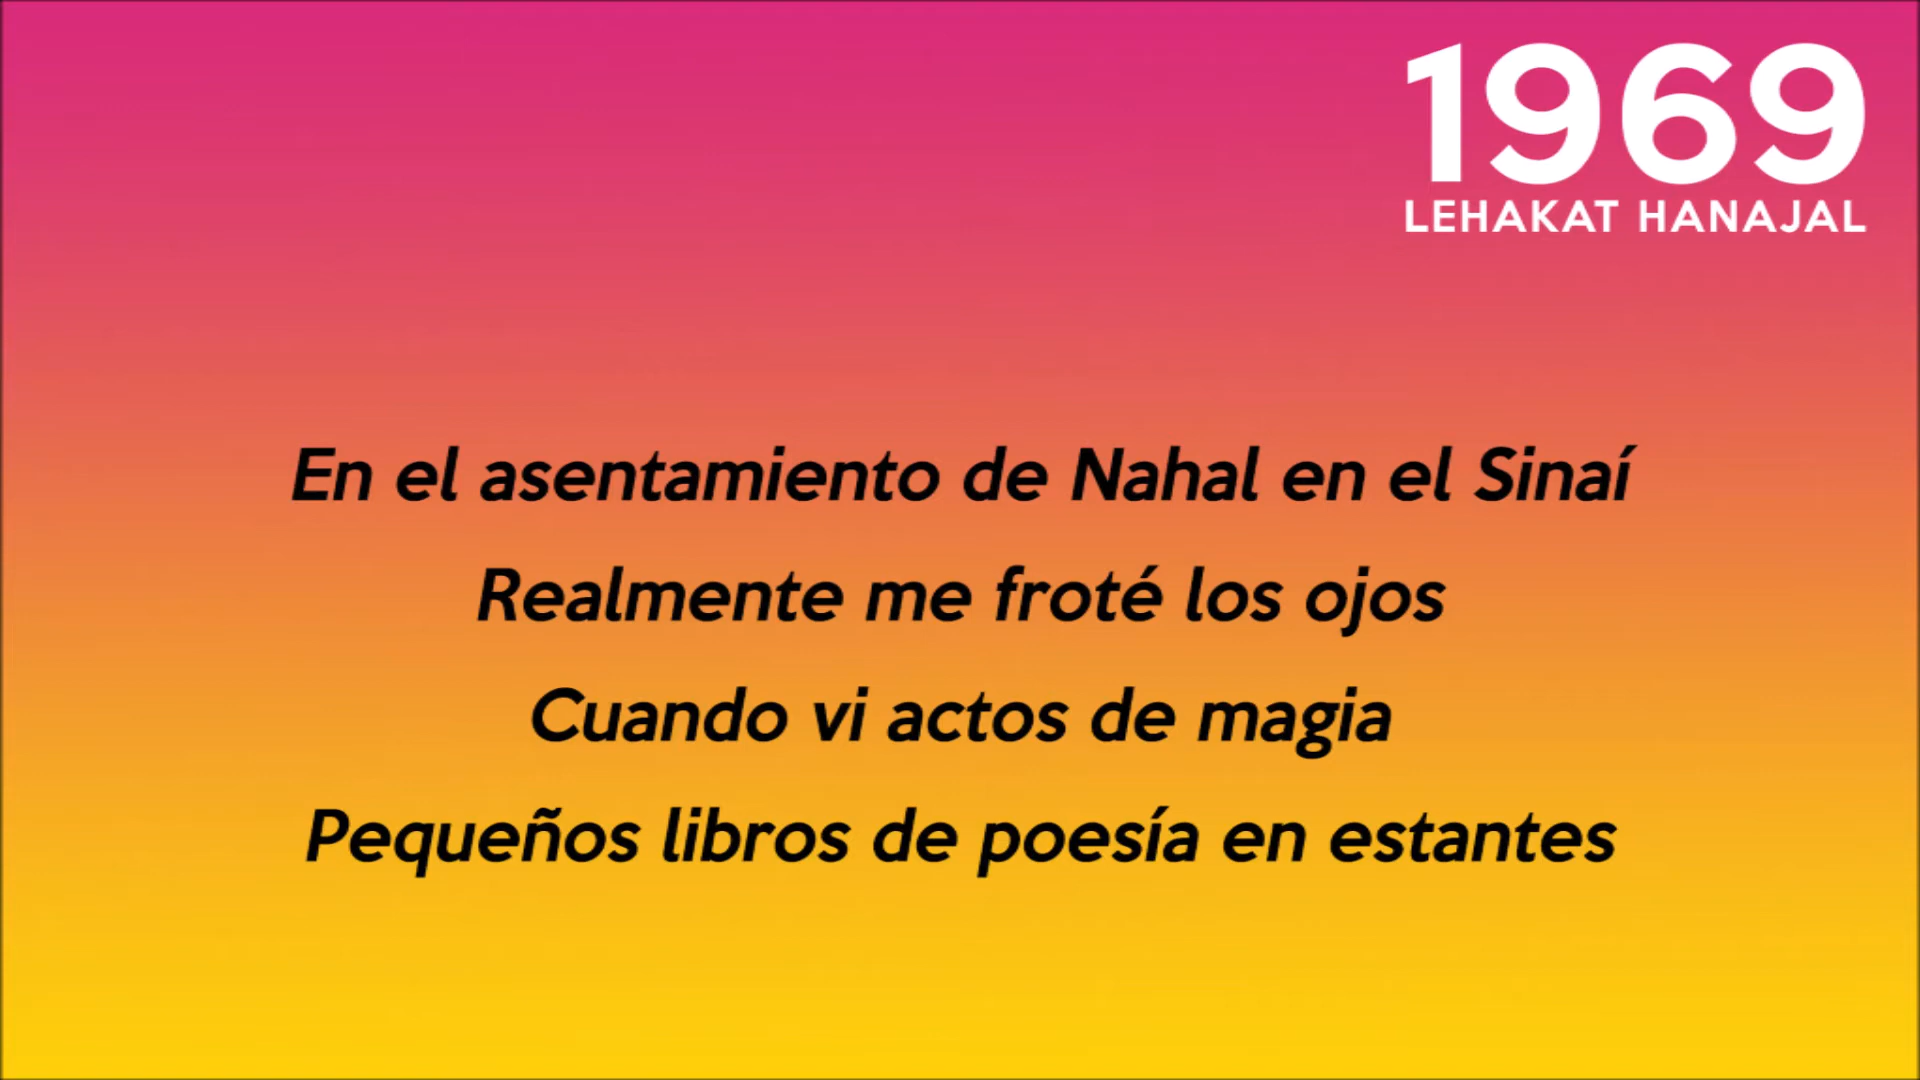 1969
LEHAKAT HANAJAL
En el asentamiento de Nahal en el Sinaí
Realmente me froté los ojos
Cuando vi actos de magia
Pequeños libros de poesía en estantes